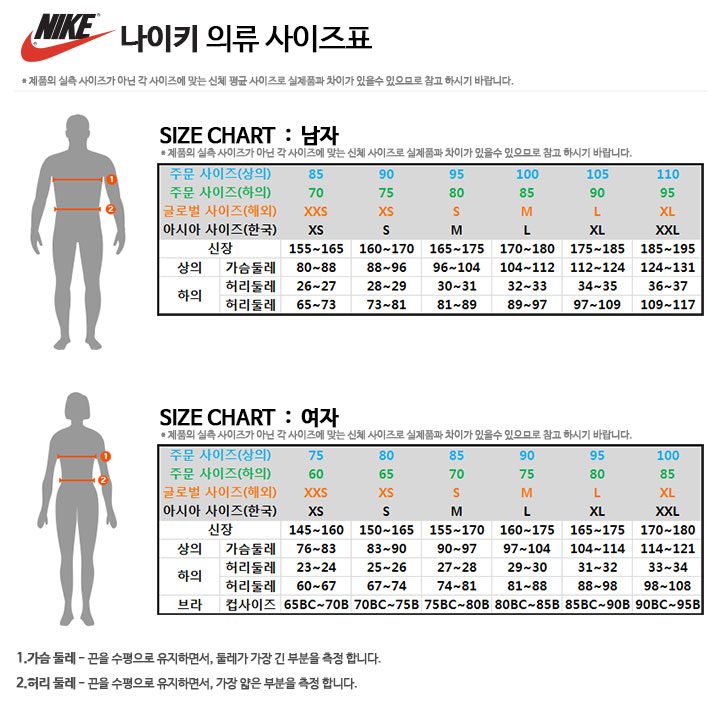 NIKE 나이키 의류 사이즈표
* 제품의 실측 사이즈가 아닌 각 사이즈에 맞는 신체 평균 사이즈로 실제품과 차이가 있을수 있으므로 참고 하시기 바랍니다.
SIZE CHART : 남자
* 제품의 실측 사이즈가 아닌 각 사이즈에 맞는 신체 사이즈로 실제품과 차이가 있을수 있으므로 참고 하시기 바랍니다.
주문 사이즈(상의) 85 90 95 100 105 110
주문 사이즈(하의) 70 75 80 85 90 95
글로벌 사이즈(해외) XXS XS S M L XL
아시아 사이즈(한국) XS S M L XL XXL
신장 155~165 160~170 165~175 170~180 175~185 185~195
상의 가슴둘레 80~88 88~96 96~104 104~112 112~124 124~131
하의 허리둘레 26~27 28~29 30~31 32~33 34~35 36~37
허리둘레 65~73 73~81 81~89 89~97 97~109 109~117
1
2
SIZE CHART : 여자
* 제품의 실측 사이즈가 아닌 각 사이즈에 맞는 신체 사이즈로 실제품과 차이가 있을수 있으므로 참고 하시기 바랍니다.
주문 사이즈(상의) 75 80 85 90 95 100
주문 사이즈(하의) 60 65 70 75 80 85
글로벌 사이즈(해외) XXS XS S M L XL
아시아 사이즈(한국) XS S M L XL XXL
신장 145~160 150~165 155~170 160~175 165~175 170~180
상의 가슴둘레 76~83 83~90 90~97 97~104 104~114 114~121
하의 허리둘레 23~24 25~26 27~28 29~30 31~32 33~34
허리둘레 60~67 67~74 74~81 81~88 88~98 98~108
브라 컵사이즈 65BC~70B 70BC~75B 75BC~80B 80BC~85B 85BC~90B 90BC~95B
1
2
1.가슴 둘레 - 끈을 수평으로 유지하면서, 둘레가 가장 긴 부분을 측정 합니다.
2.허리 둘레 - 끈을 수평으로 유지하면서, 가장 얇은 부분을 측정 합니다.